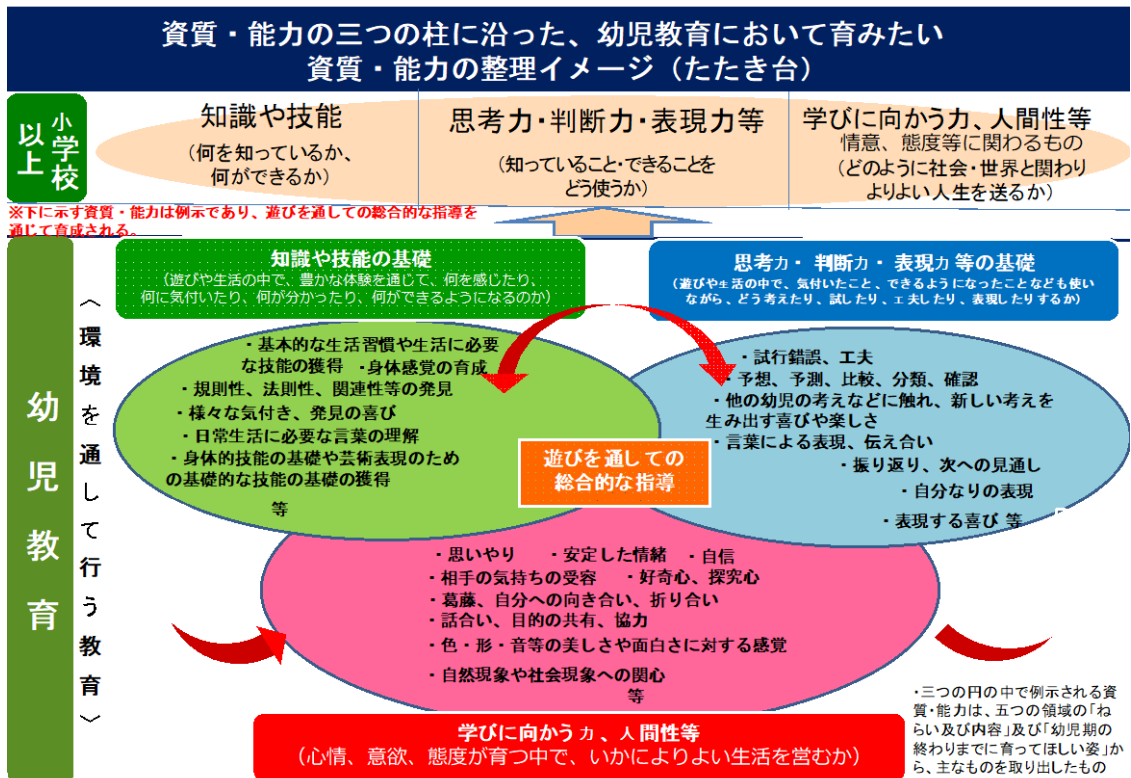 資質・能力の三つの柱に沿った、幼児教育において育みたい
資質・能力の整理イメージ（たたき台）
小学校
以上
知識や技能
（何を知っているか、
何ができるか）
思考力・判断力・表現力等
（知っていること・できることを
どう使うか）
学びに向かう力、人間性等
情意、態度等に関わるもの
（どのように社会・世界と関わり
よりよい人生を送るか）
※下に示す資質・能力は例示であり、遊びを通しての総合的な指導を
通じて育成される。
幼児教育
〈環境を通して行う教育〉
知識や技能の基礎
（遊びや生活の中で、豊かな体験を通じて、何を感じたり、
何に気付いたり、何が分かったり、何ができるようになるのか）
思考力・判断力・表現力等の基礎
（遊びや生活の中で、気付いたこと、できるようになったことなども使い
ながら、どう考えたり、試したり、工夫したり、表現したりするか）
・基本的な生活習慣や生活に必要
な技能の獲得　・身体感覚の育成
・規則性、法則性、関連性等の発見
・様々な気付き、発見の喜び
・日常生活に必要な言葉の理解
・身体的技能の基礎や芸術表現のため
の基礎的な技能の基礎の獲得
等
・試行錯誤、工夫
・予想、予測、比較、分類、確認
・他の幼児の考えなどに触れ、新しい考えを
生み出す喜びや楽しさ
・言葉による表現、伝え合い
・振り返り、次への見通し
・自分なりの表現
・表現する喜び 等
遊びを通しての
総合的な指導
・思いやり　・安定した情緒　・自信
・相手の気持ちの受容　・好奇心、探究心
・葛藤、自分への向き合い、折り合い
・話合い、目的の共有、協力
・色・形・音等の美しさや面白さに対する感覚
・自然現象や社会現象への関心
等
学びに向かう力、人間性等
（心情、意欲、態度が育つ中で、いかによりよい生活を営むか）
・三つの円の中で例示される資
質・能力は、五つの領域の「ね
らい及び内容」及び「幼児期の
終わりまでに育ってほしい姿」か
ら、主なものを取り出したもの